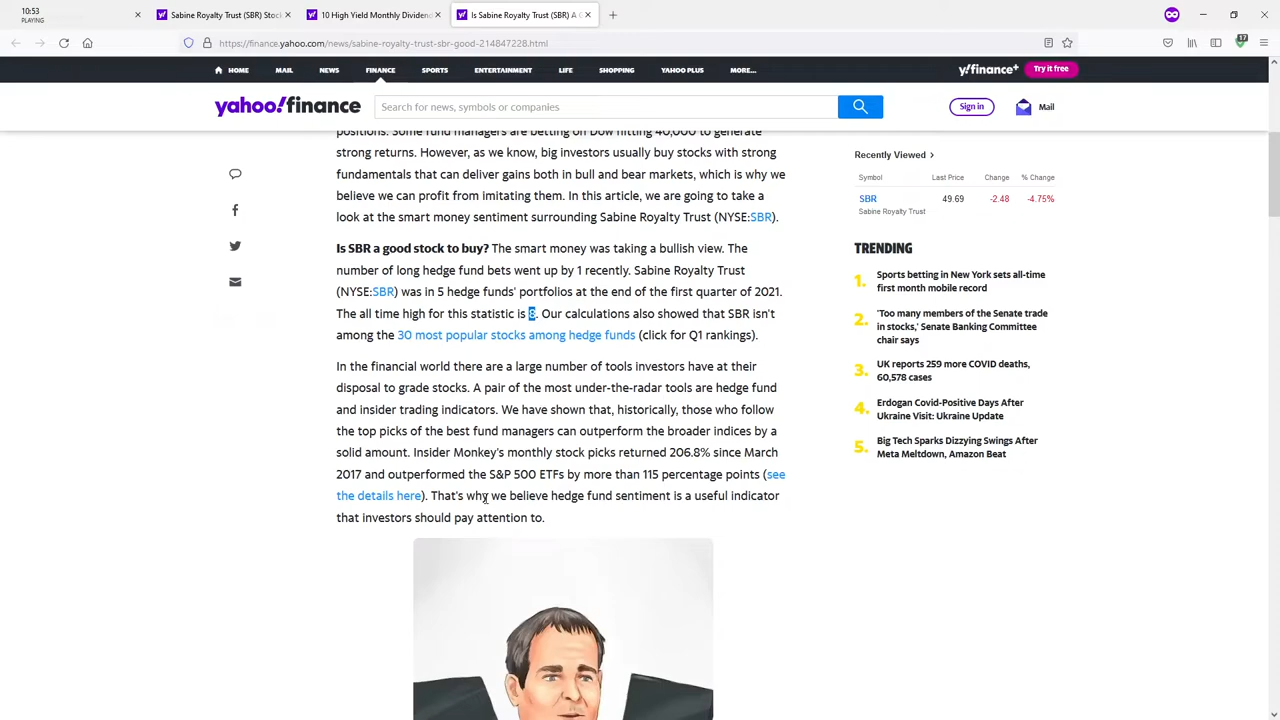 10:53
PLAYING
Sabine Royalty Trust (SBR) Stoc
10 High Yield Monthly Dividend
Is Sabine Royalty Trust (SBR) A G
https://finance.yahoo.com/news/sabine-royalty-trust-sbr-good-214847228.html
17
HOME MAIL NEWS FINANCE SPORTS ENTERTAINMENT LIFE SHOPPING YAHOO PLUS MORE...
y!finance+ Try it free
yahoo!finance
Search for news, symbols or companies
Sign in
Mail
positions. Some fund managers are betting on Dow hitting 40,000 to generate
strong returns. However, as we know, big investors usually buy stocks with strong
fundamentals that can deliver gains both in bull and bear markets, which is why we
believe we can profit from imitating them. In this article, we are going to take a
look at the smart money sentiment surrounding Sabine Royalty Trust (NYSE:SBR).
Is SBR a good stock to buy? The smart money was taking a bullish view. The
number of long hedge fund bets went up by 1 recently. Sabine Royalty Trust
(NYSE:SBR) was in 5 hedge funds' portfolios at the end of the first quarter of 2021.
The all time high for this statistic is . Our calculations also showed that SBR isn't
among the 30 most popular stocks among hedge funds (click for Q1 rankings).
In the financial world there are a large number of tools investors have at their
disposal to grade stocks. A pair of the most under-the-radar tools are hedge fund
and insider trading indicators. We have shown that, historically, those who follow
the top picks of the best fund managers can outperform the broader indices by a
solid amount. Insider Monkey's monthly stock picks returned 206.8% since March
2017 and outperformed the S&P 500 ETFs by more than 115 percentage points (see
the details here). That's why we believe hedge fund sentiment is a useful indicator
that investors should pay attention to.
Recently Viewed
Symbol Last Price Change % Change
SBR 49.69 -2.48 -4.75%
Sabine Royalty Trust
TRENDING
1. Sports betting in New York sets all-time
first month mobile record
2. 'Too many members of the Senate trade
in stocks,' Senate Banking Committee
chair says
3. UK reports 259 more COVID deaths,
60,578 cases
4. Erdogan Covid-Positive Days After
Ukraine Visit: Ukraine Update
5. Big Tech Sparks Dizzying Swings After
Meta Meltdown, Amazon Beat